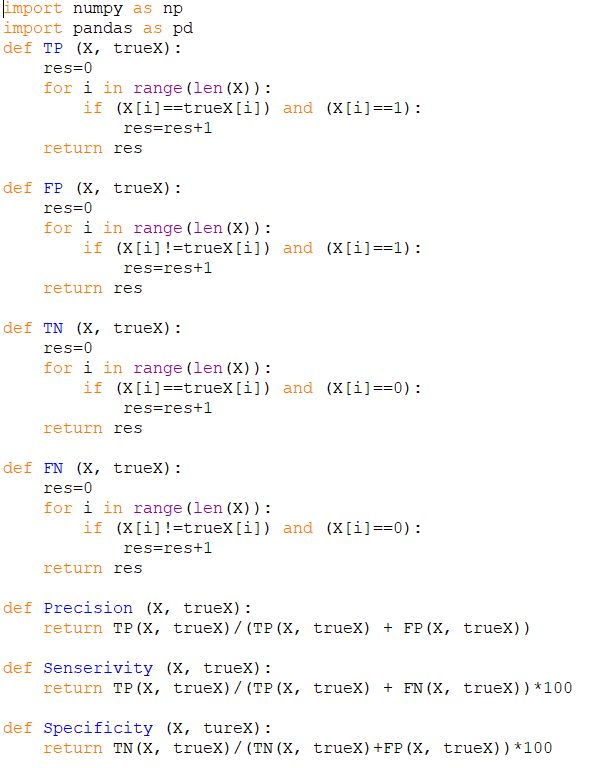 import numpy as np
import pandas as pd
def TP (X, trueX):
    res=0
    for i in range(len(X)):
        if (X[i]==trueX[i]) and (X[i]==1):
            res=res+1
    return res

def FP (X, trueX):
    res=0
    for i in range(len(X)):
        if (X[i]!=trueX[i]) and (X[i]==1):
            res=res+1
    return res

def TN (X, trueX):
    res=0
    for i in range(len(X)):
        if (X[i]==trueX[i]) and (X[i]==0):
            res=res+1
    return res

def FN (X, trueX):
    res=0
    for i in range(len(X)):
        if (X[i]!=trueX[i]) and (X[i]==0):
            res=res+1
    return res

def Precision (X, trueX):
    return TP(X, trueX)/(TP(X, trueX) + FP(X, trueX))

def Senserivity (X, trueX):
    return TP(X, trueX)/(TP(X, trueX) + FN(X, trueX))*100

def Specificity (X, tureX):
    return TN(X, trueX)/(TN(X, trueX)+FP(X, trueX))*100